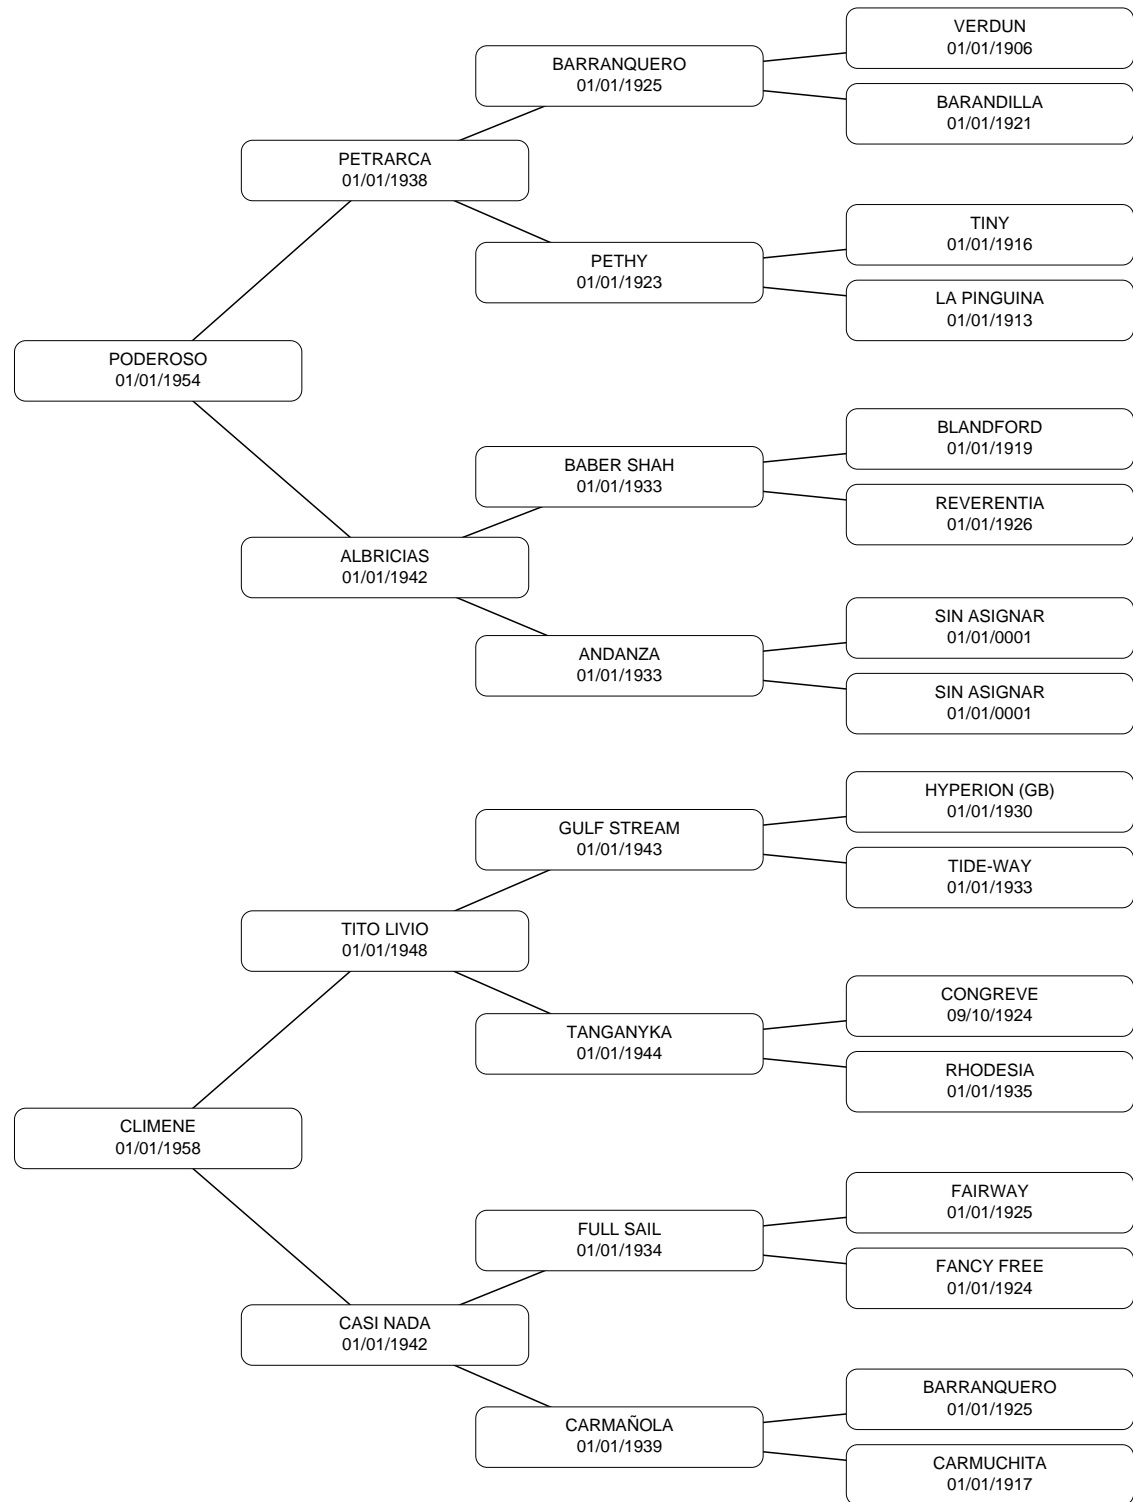 VERDUN
01/01/1906
BARRANQUERO
01/01/1925
BARANDILLA
01/01/1921
PETRARCA
01/01/1938
TINY
01/01/1916
PETHY
01/01/1923
LA PINGUINA
01/01/1913
PODEROSO
01/01/1954
BLANDFORD
01/01/1919
BABER SHAH
01/01/1933
REVERENTIA
01/01/1926
ALBRICIAS
01/01/1942
SIN ASIGNAR
01/01/0001
ANDANZA
01/01/1933
SIN ASIGNAR
01/01/0001
HYPERION (GB)
01/01/1930
GULF STREAM
01/01/1943
TIDE-WAY
01/01/1933
TITO LIVIO
01/01/1948
CONGREVE
09/10/1924
TANGANYKA
01/01/1944
RHODESIA
01/01/1935
CLIMENE
01/01/1958
FAIRWAY
01/01/1925
FULL SAIL
01/01/1934
FANCY FREE
01/01/1924
CASI NADA
01/01/1942
BARRANQUERO
01/01/1925
CARMAÑOLA
01/01/1939
CARMUCHITA
01/01/1917